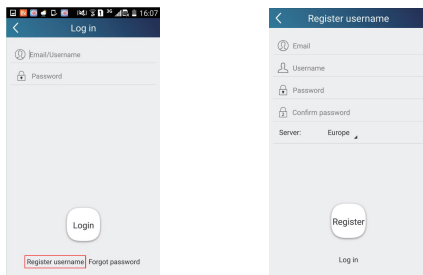 16:07
Log in
Email/Username
Password
Login
Register username Forgot password
Register username
Email
Username
Password
Confirm password
Server: Europe
Register
Log in